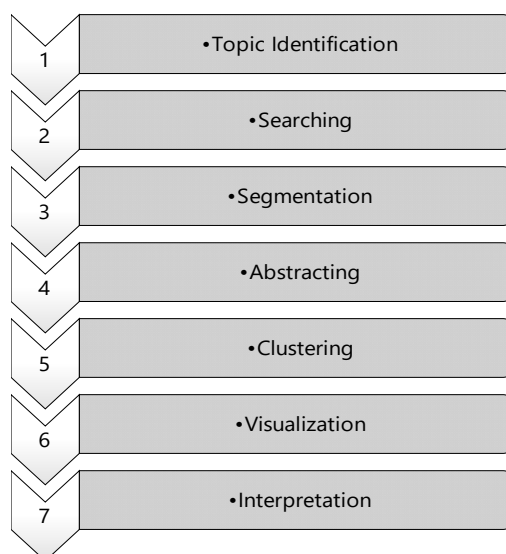 1
•Topic Identification
2
•Searching
3
•Segmentation
4
•Abstracting
5
•Clustering
6
•Visualization
7
•Interpretation